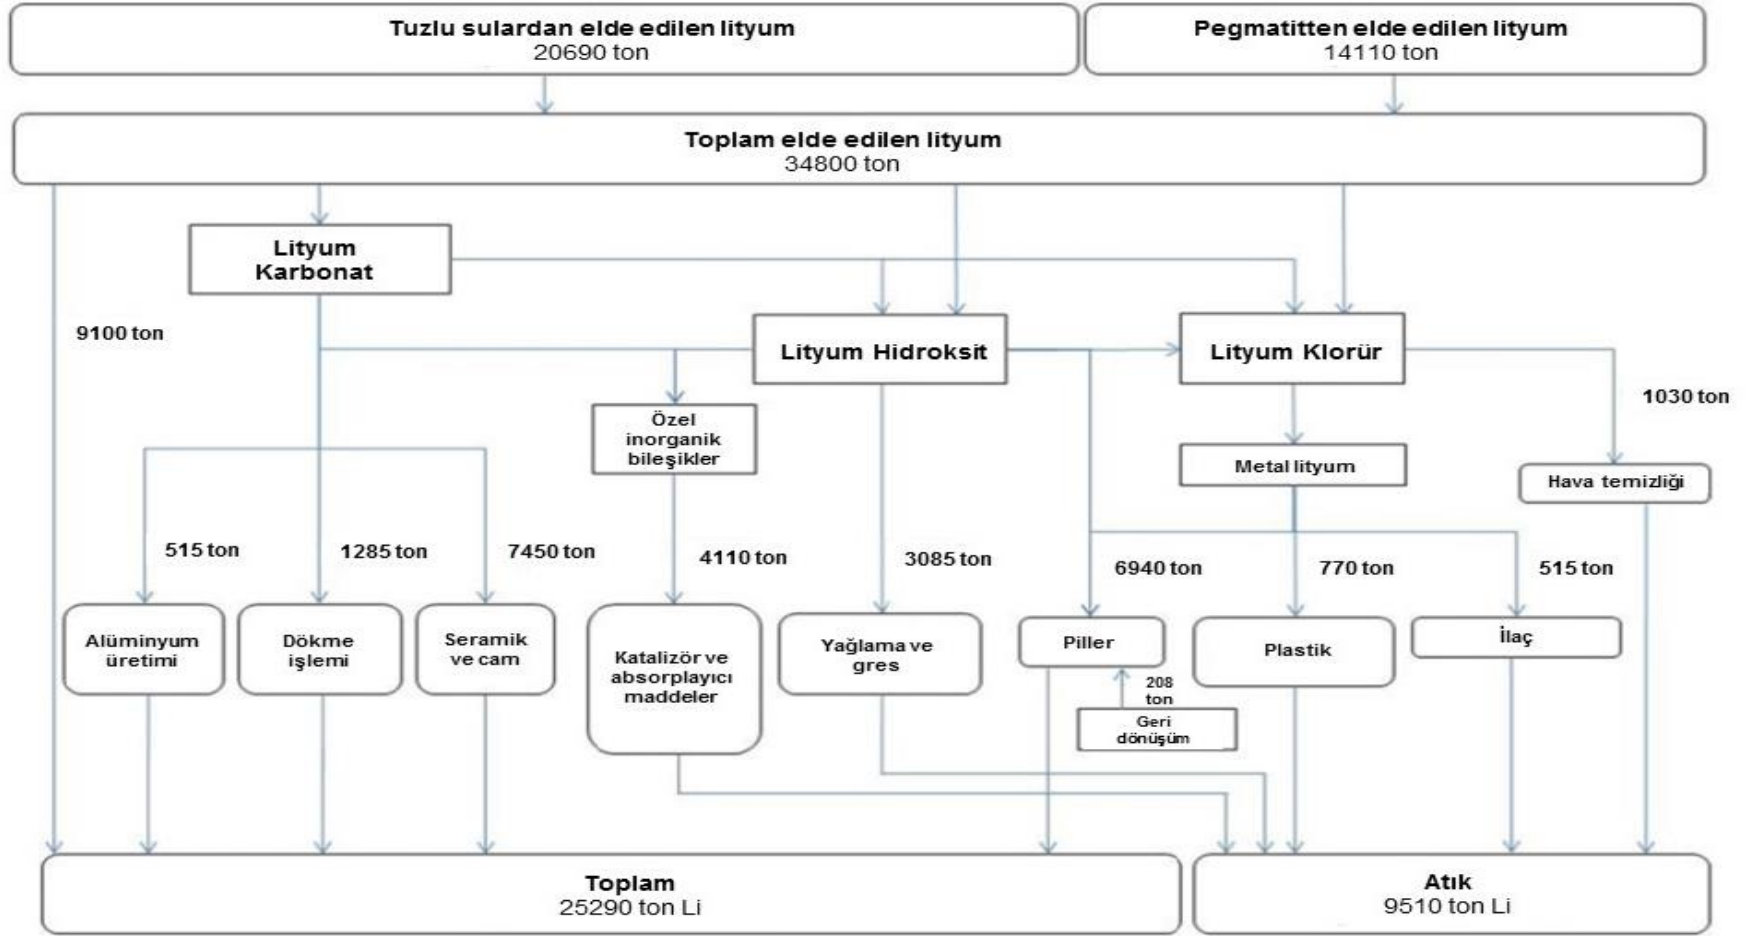 Tuzlu sulardan elde edilen lityum
20690 ton
Pegmatitten elde edilen lityum
14110 ton
Toplam elde edilen lityum
34800 ton
Lityum
Karbonat
9100 ton
Lityum Hidroksit
Lityum Klorür
1030 ton
Özel
inorganik
bileşikler
Metal lityum
Hava temizliği
515 ton
1285 ton
7450 ton
4110 ton
3085 ton
6940 ton
770 ton
515 ton
Alüminyum
üretimi
Dökme
işlemi
Seramik
ve cam
Katalizör ve
absorplayıcı
maddeler
Yağlama ve
gres
Piller
Plastik
İlaç
208
ton
Geri
dönüşüm
Toplam
25290 ton Li
Atık
9510 ton Li